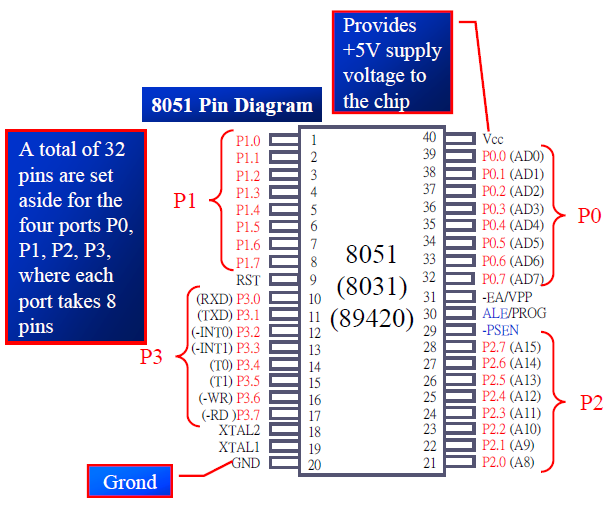 Provides
+5V supply
voltage to
the chip
8051 Pin Diagram
A total of 32
pins are set
aside for the
four ports P0,
P1, P2, P3,
where each
port takes 8
pins
P1
P3
P0
P2
8051
(8031)
(89420)
P1.0 1
P1.1 2
P1.2 3
P1.3 4
P1.4 5
P1.5 6
P1.6 7
P1.7 8
RST 9
(RXD) P3.0 10
(TXD) P3.1 11
(-INT0) P3.2 12
(-INT1) P3.3 13
(T0) P3.4 14
(T1) P3.5 15
(-WR) P3.6 16
(-RD )P3.7 17
XTAL2 18
XTAL1 19
GND 20
40 Vcc
39 P0.0 (AD0)
38 P0.1 (AD1)
37 P0.2 (AD2)
36 P0.3 (AD3)
35 P0.4 (AD4)
34 P0.5 (AD5)
33 P0.6 (AD6)
32 P0.7 (AD7)
31 -EA/VPP
30 ALE/PROG
29 -PSEN
28 P2.7 (A15)
27 P2.6 (A14)
26 P2.5 (A13)
25 P2.4 (A12)
24 P2.3 (A11)
23 P2.2 (A10)
22 P2.1 (A9)
21 P2.0 (A8)
Grond